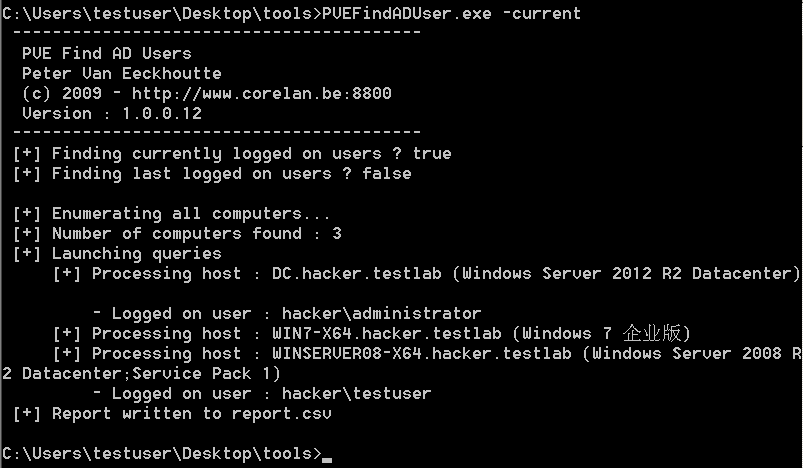 C:\Users\testuser\Desktop\tools>PVEFindADUser.exe -current
-----------------------------------------
PVE Find AD Users
Peter Van Eeckhoutte
(c) 2009 - http://www.corelan.be:8800
Version : 1.0.0.12
-----------------------------------------
[+] Finding currently logged on users ? true
[+] Finding last logged on users ? false
[+] Enumerating all computers...
[+] Number of computers found : 3
[+] Launching queries
[+] Processing host : DC.hacker.testlab (Windows Server 2012 R2 Datacenter)
- Logged on user : hacker\administrator
[+] Processing host : WIN7-X64.hacker.testlab (Windows 7 企业版)
[+] Processing host : WINSERVER08-X64.hacker.testlab (Windows Server 2008 R
2 Datacenter;Service Pack 1)
- Logged on user : hacker\testuser
[+] Report written to report.csv
C:\Users\testuser\Desktop\tools>_